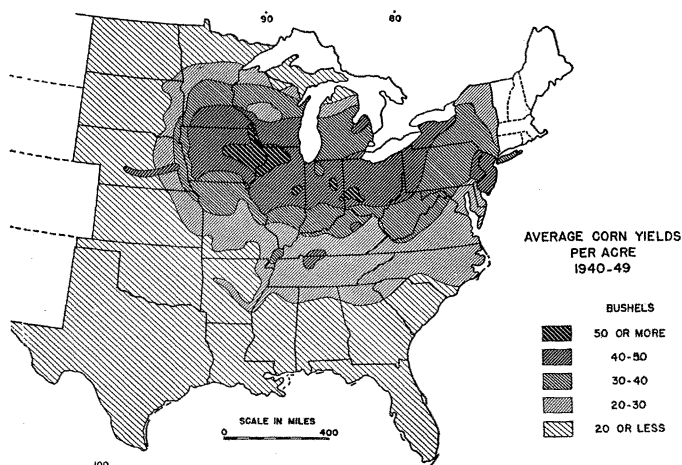 90
80
AVERAGE CORN YIELDS
PER ACRE
1940-49
BUSHELS
50 OR MORE
40-50
30-40
20-30
20 OR LESS
SCALE IN MILES
0 400
100